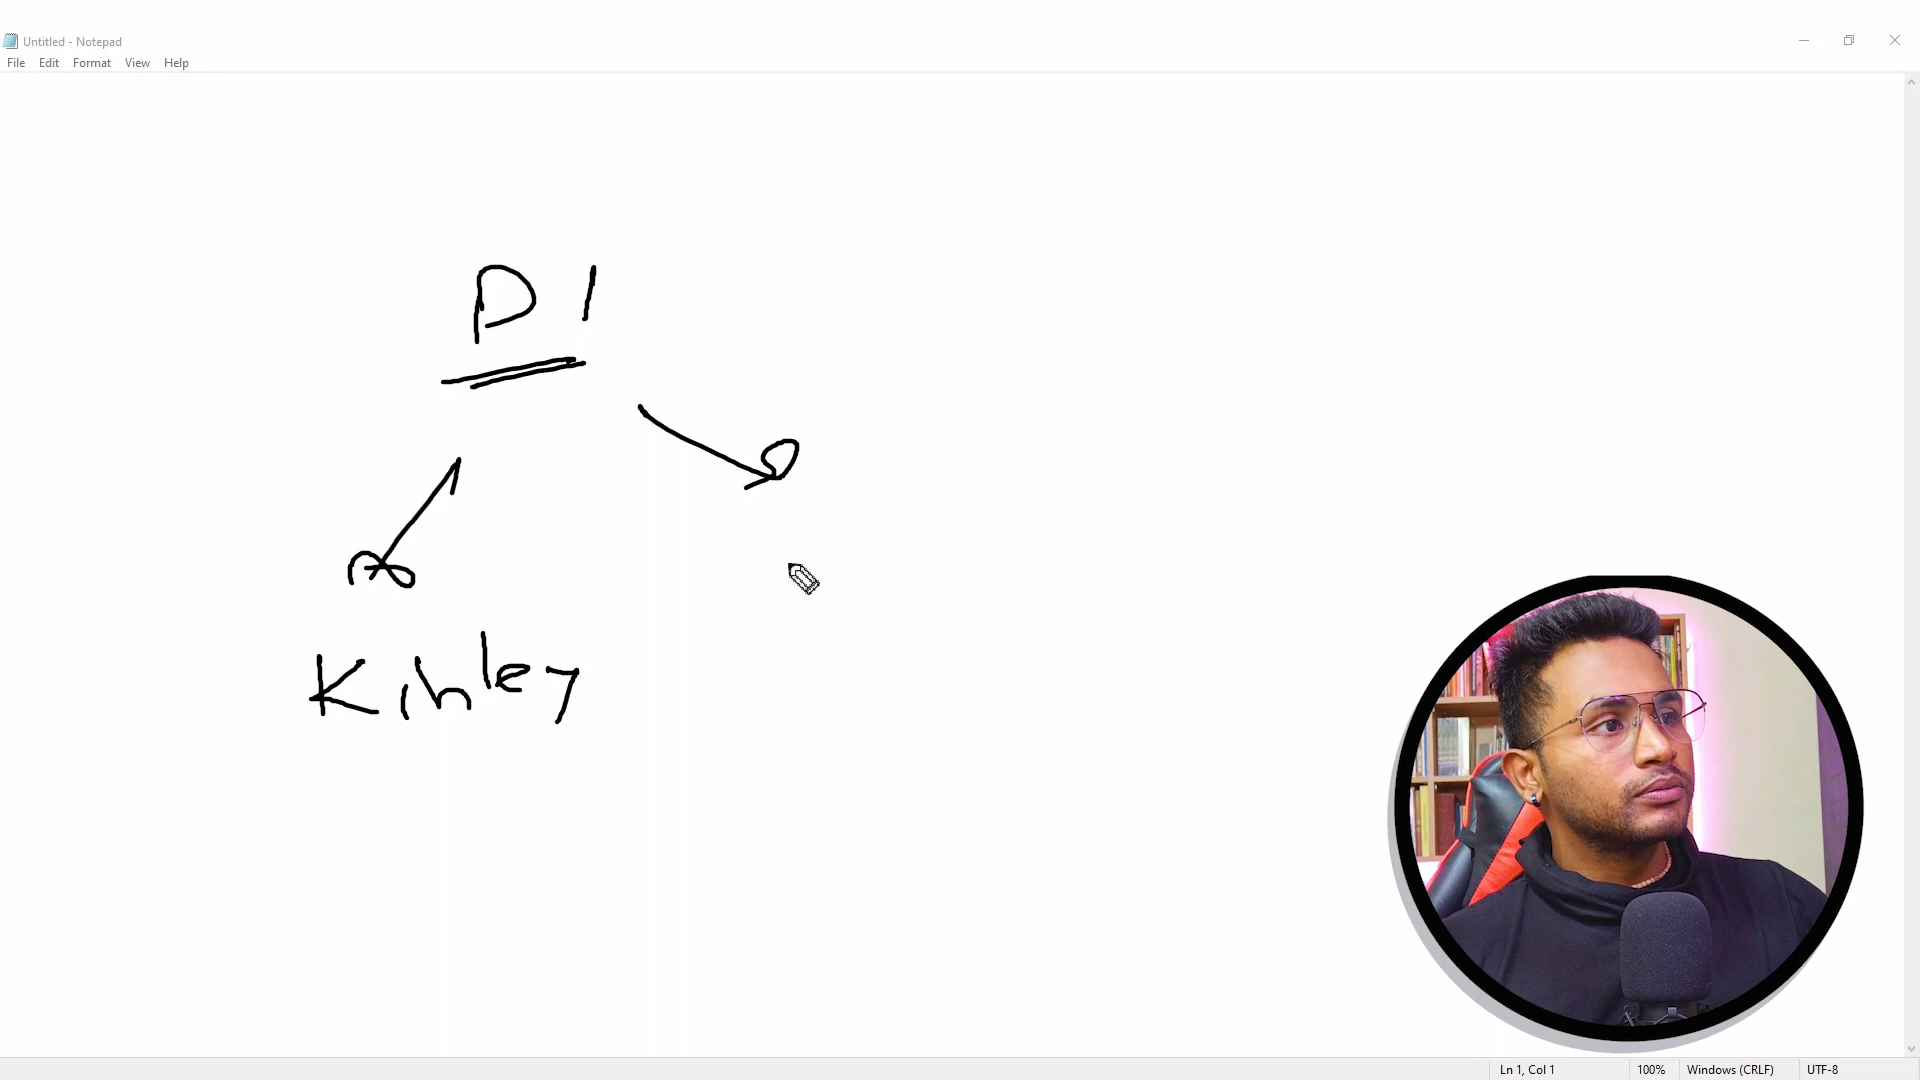 Untitled - Notepad
File Edit Format View Help
D 1
Kinley
Ln 1, Col 1 100% Windows (CRLF) UTF-8